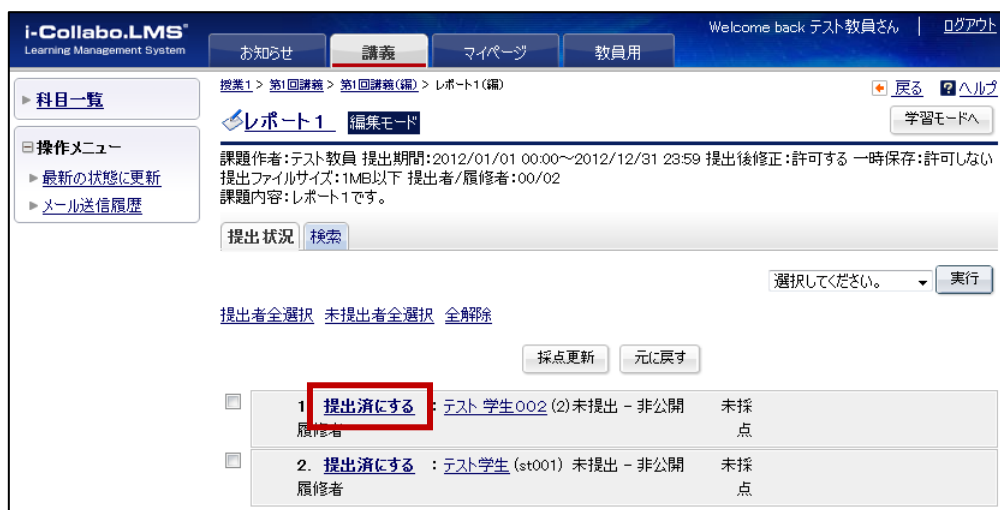 i-Collabo.LMS®
Learning Management System
Welcome back テスト教員さん | ログアウト
お知らせ 講義 マイページ 教員用
科目一覧
操作メニュー
最新の状態に更新
メール送信履歴
授業1 > 第1回講義 > 第1回講義(編) > レポート1(編)
戻る ヘルプ
レポート1 編集モード
学習モードへ
課題作者:テスト教員 提出期間:2012/01/01 00:00~2012/12/31 23:59 提出後修正:許可する 一時保存:許可しない
提出ファイルサイズ:1MB以下 提出者/履修者:00/02
課題内容:レポート1です。
提出状況 検索
選択してください。 実行
提出者全選択 未提出者全選択 全解除
採点更新 元に戻す
1 提出済にする : テスト 学生002 (2)未提出 - 非公開 未採
履修者 点
2. 提出済にする : テスト学生 (st001) 未提出 - 非公開 未採
履修者 点